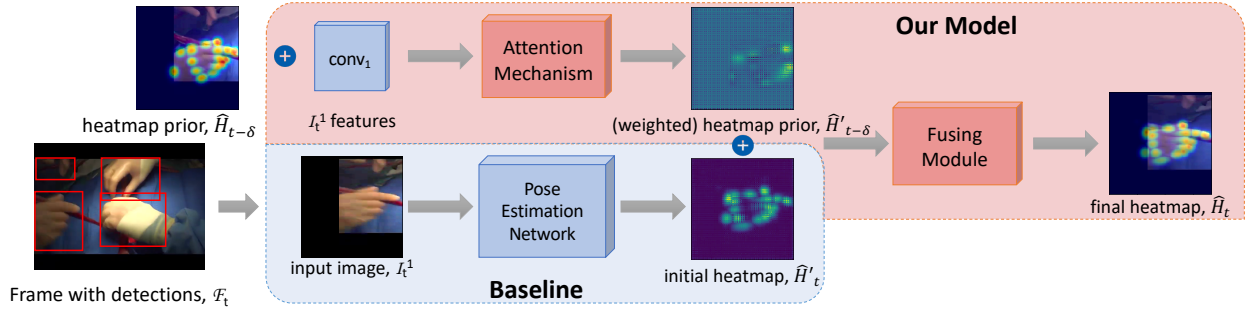 Our Model
+
conv₁
Attention
Mechanism
heatmap prior, Ĥₜ₋δ
Iₜ¹ features
(weighted) heatmap prior, Ĥ′ₜ₋δ
+
Fusing
Module
Pose
Estimation
Network
final heatmap, Ĥₜ
input image, Iₜ¹
initial heatmap, Ĥ′ₜ
Frame with detections, ℱₜ
Baseline